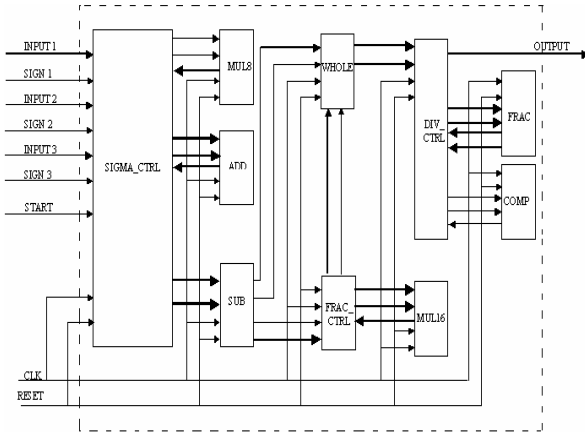 INPUT 1
SIGN 1
INPUT 2
SIGN 2
INPUT 3
SIGN 3
START
CLK
RESET
SIGMA_CTRL
MUL8
ADD
SUB
WHOLE
FRAC_
CTRL
DIV_
CTRL
MUL16
FRAC
COMP
OUTPUT